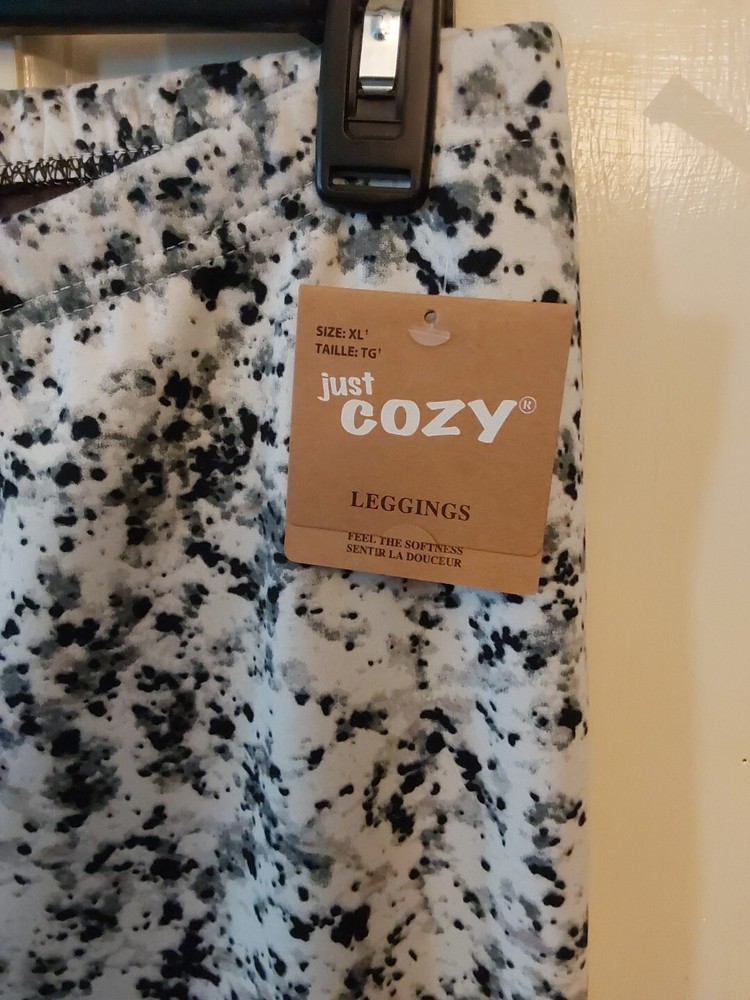 SIZE: XL†
TAILLE: TG†
just
COZY®
LEGGINGS
FEEL THE SOFTNESS
SENTIR LA DOUCEUR